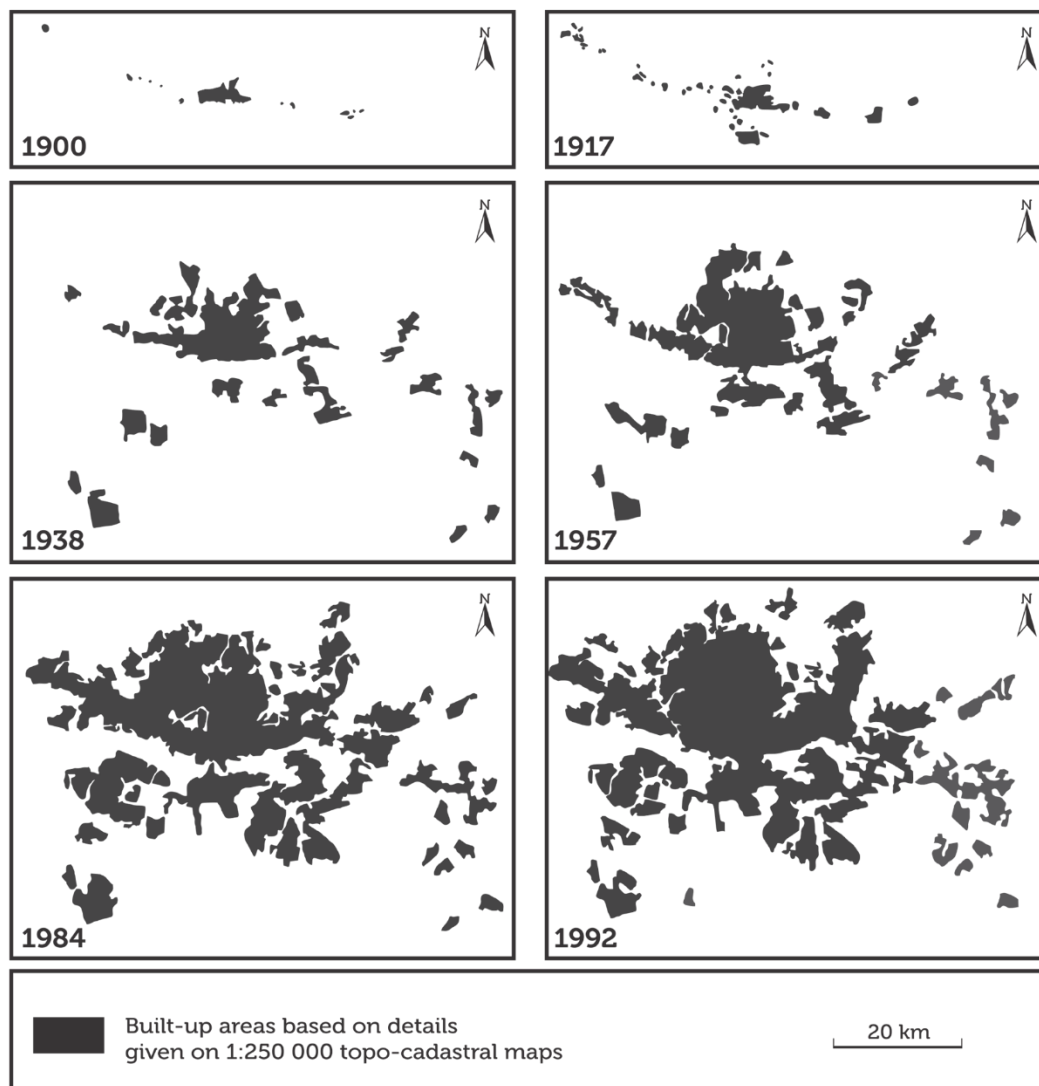 N
1900
N
1917
N
1938
N
1957
N
1984
N
1992
Built-up areas based on details
given on 1:250 000 topo-cadastral maps
20 km